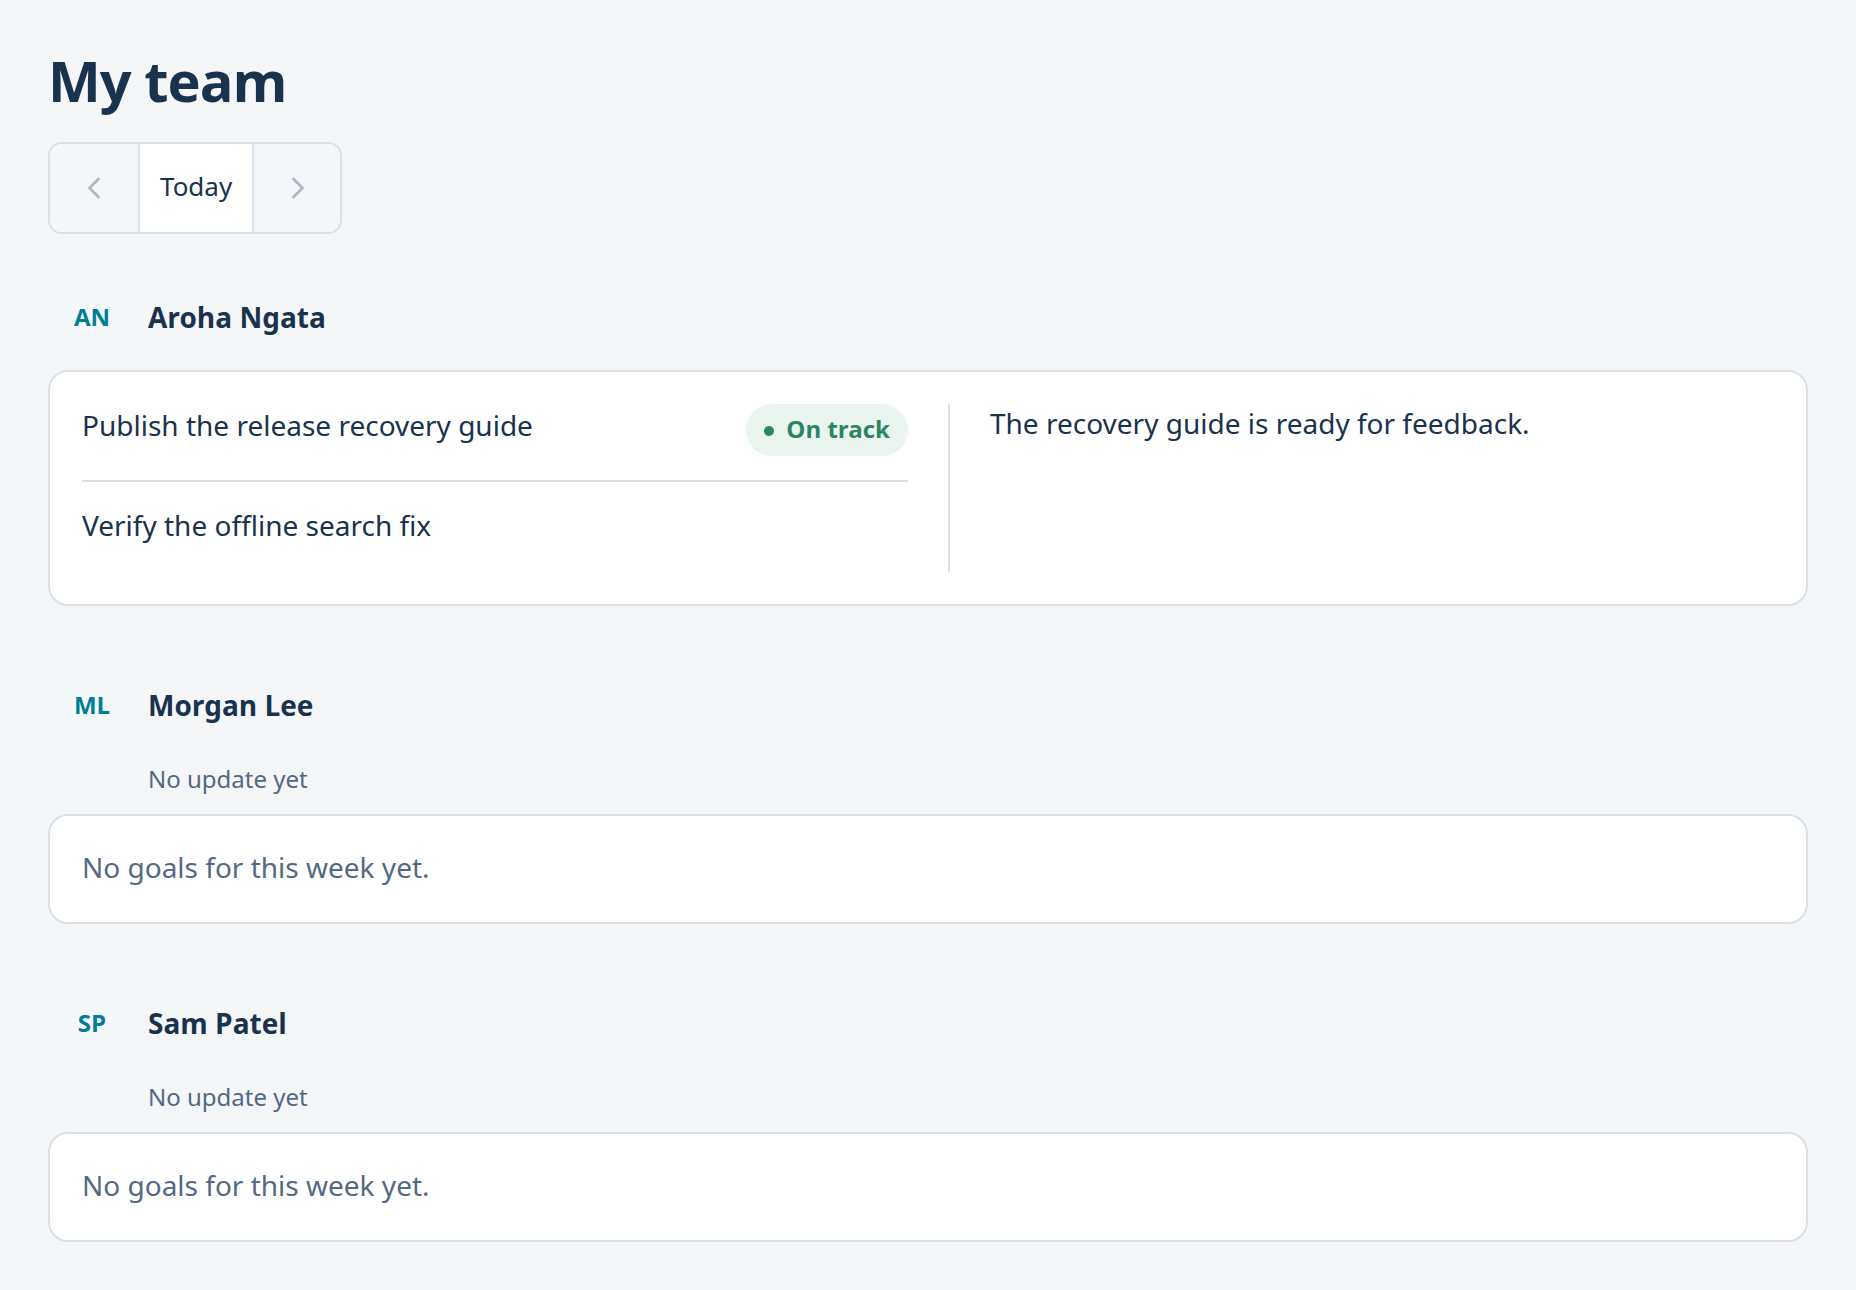 My team
Today
AN Aroha Ngata
Publish the release recovery guide
On track
Verify the offline search fix
The recovery guide is ready for feedback.
ML Morgan Lee
No update yet
No goals for this week yet.
SP Sam Patel
No update yet
No goals for this week yet.